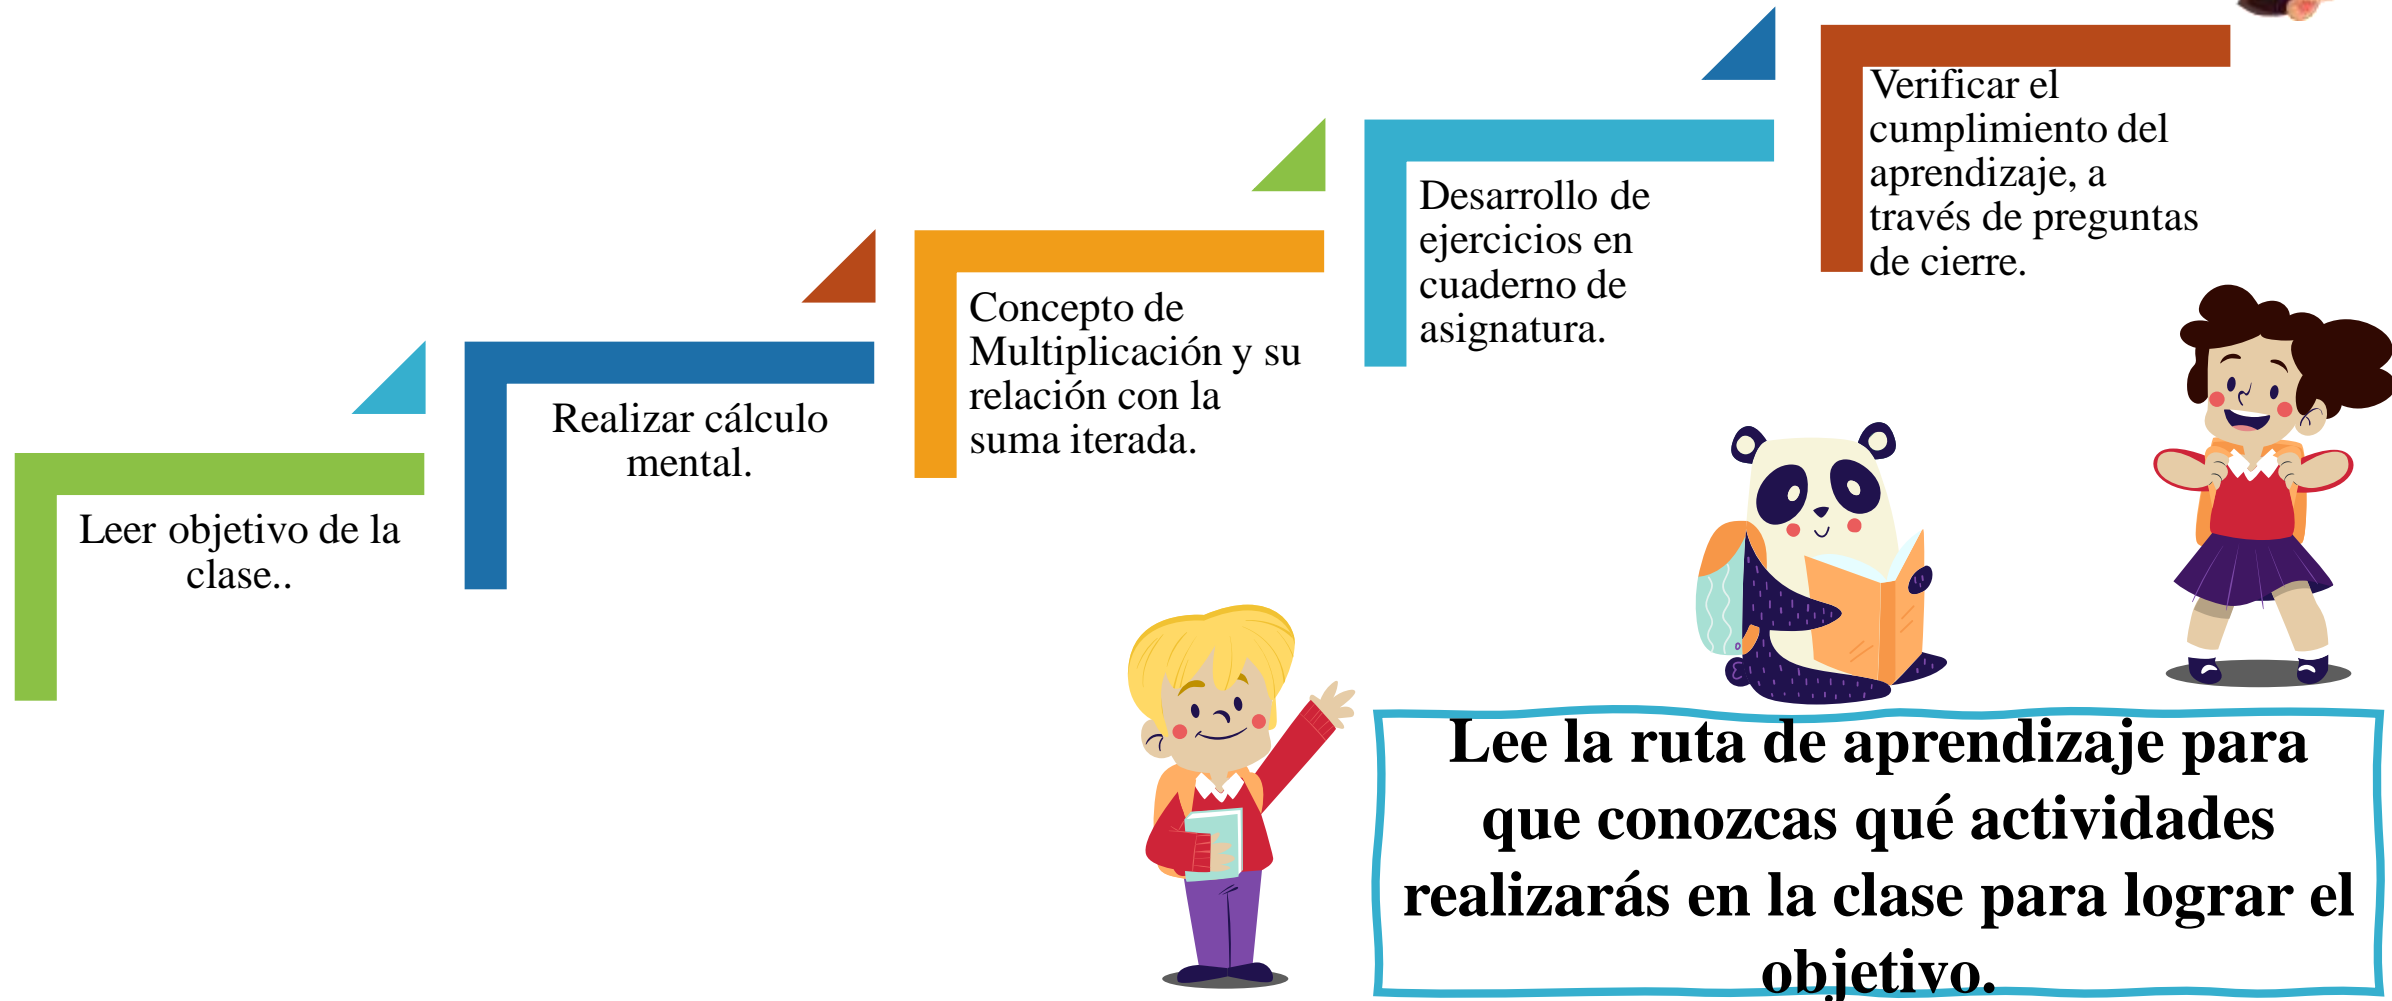 Leer objetivo de la
clase..
Realizar cálculo
mental.
Concepto de
Multiplicación y su
relación con la
suma iterada.
Desarrollo de
ejercicios en
cuaderno de
asignatura.
Verificar el
cumplimiento del
aprendizaje, a
través de preguntas
de cierre.
Lee la ruta de aprendizaje para
que conozcas qué actividades
realizarás en la clase para lograr el
objetivo.